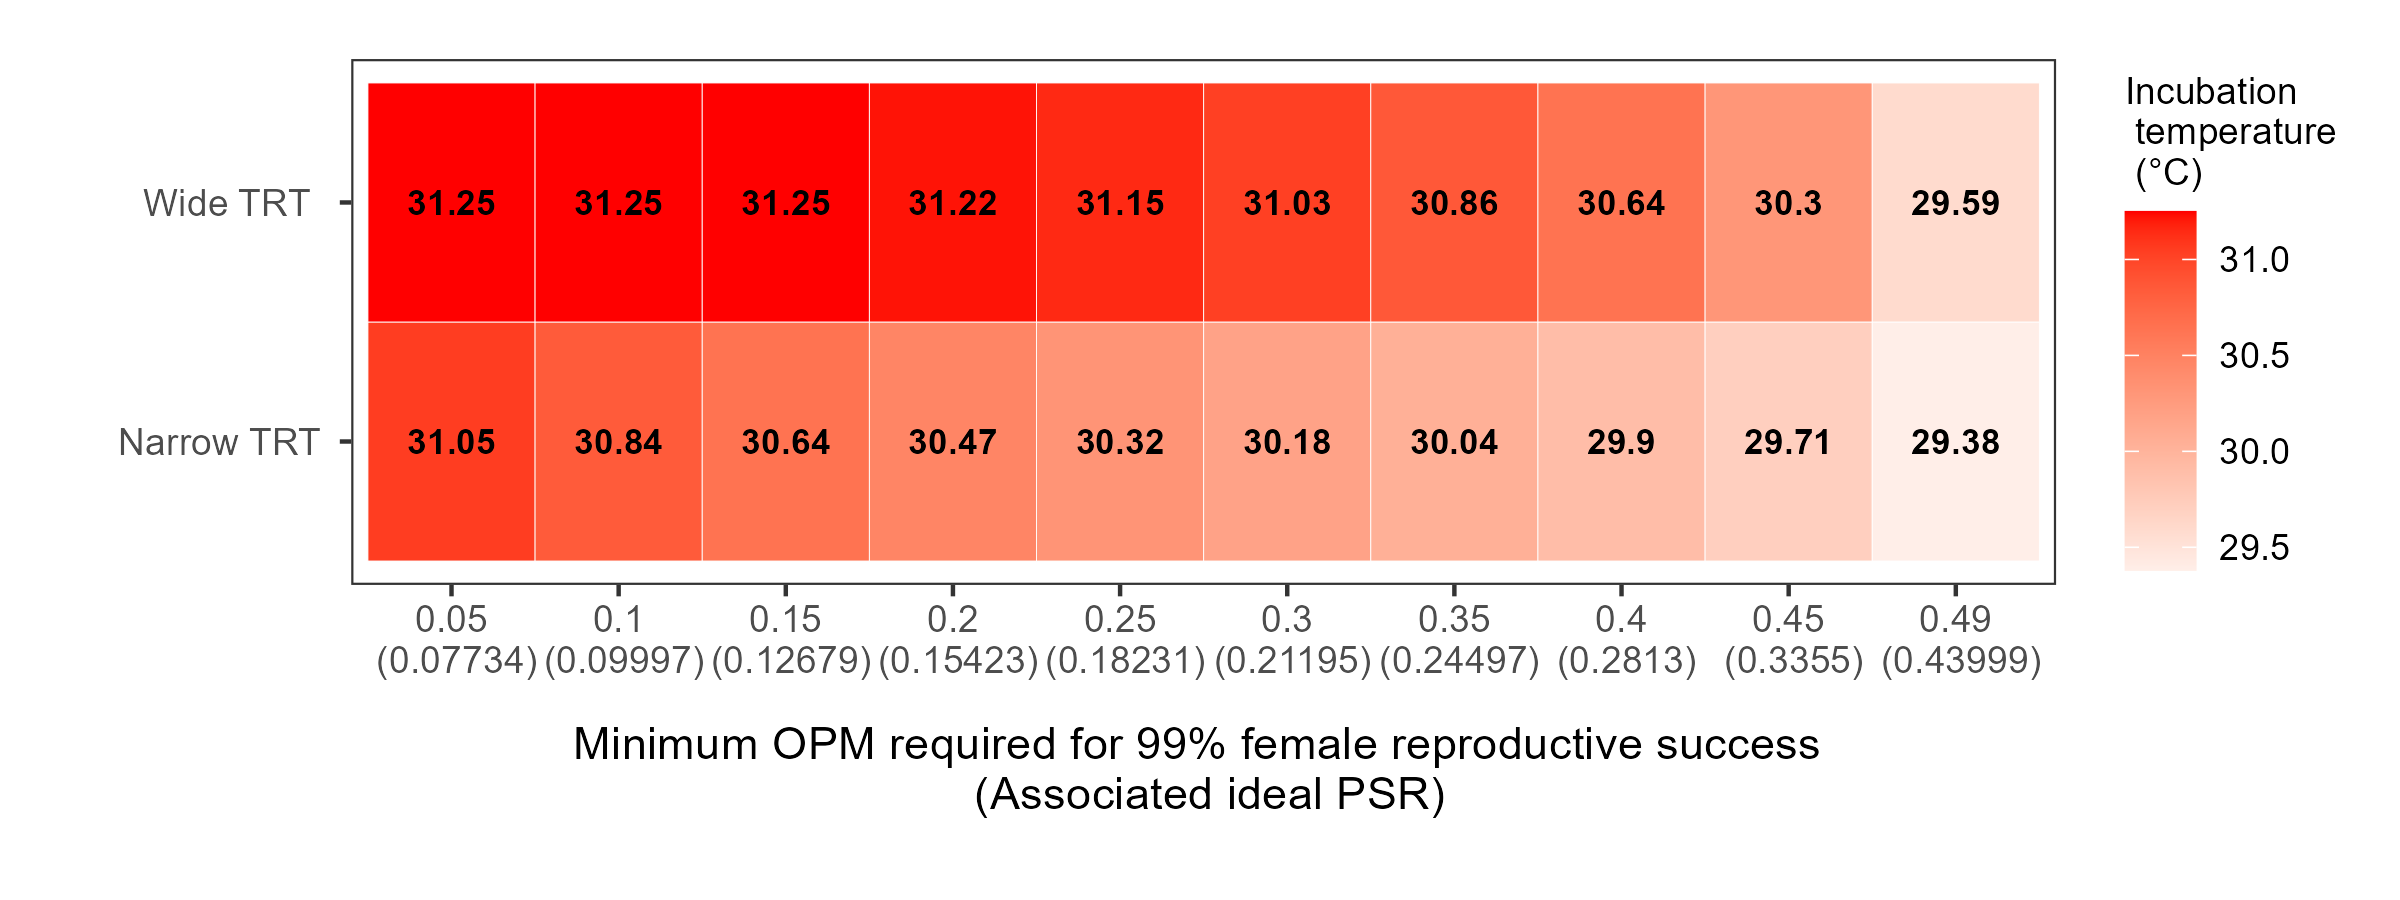 Incubation
temperature
(°C)
31.0
30.5
30.0
29.5
Wide TRT
31.25 31.25 31.25 31.22 31.15 31.03 30.86 30.64 30.3 29.59
Narrow TRT
31.05 30.84 30.64 30.47 30.32 30.18 30.04 29.9 29.71 29.38
0.05 0.1 0.15 0.2 0.25 0.3 0.35 0.4 0.45 0.49
(0.07734) (0.09997) (0.12679) (0.15423) (0.18231) (0.21195) (0.24497) (0.2813) (0.3355) (0.43999)
Minimum OPM required for 99% female reproductive success
(Associated ideal PSR)